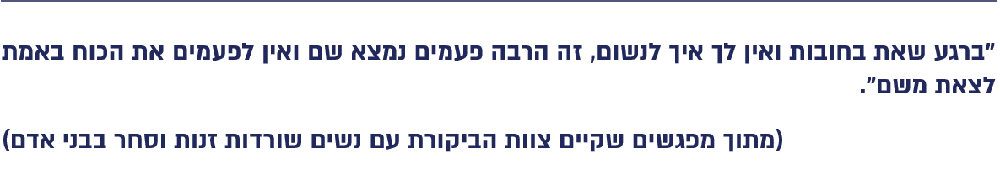 "ברגע שאת בחובות ואין לך איך לנשום, זה הרבה פעמים נמצא שם ואין לפעמים את הכוח באמת
לצאת משם".
(מתוך מפגשים שקיים צוות הביקורת עם נשים שורדות זנות וסחר בבני אדם)